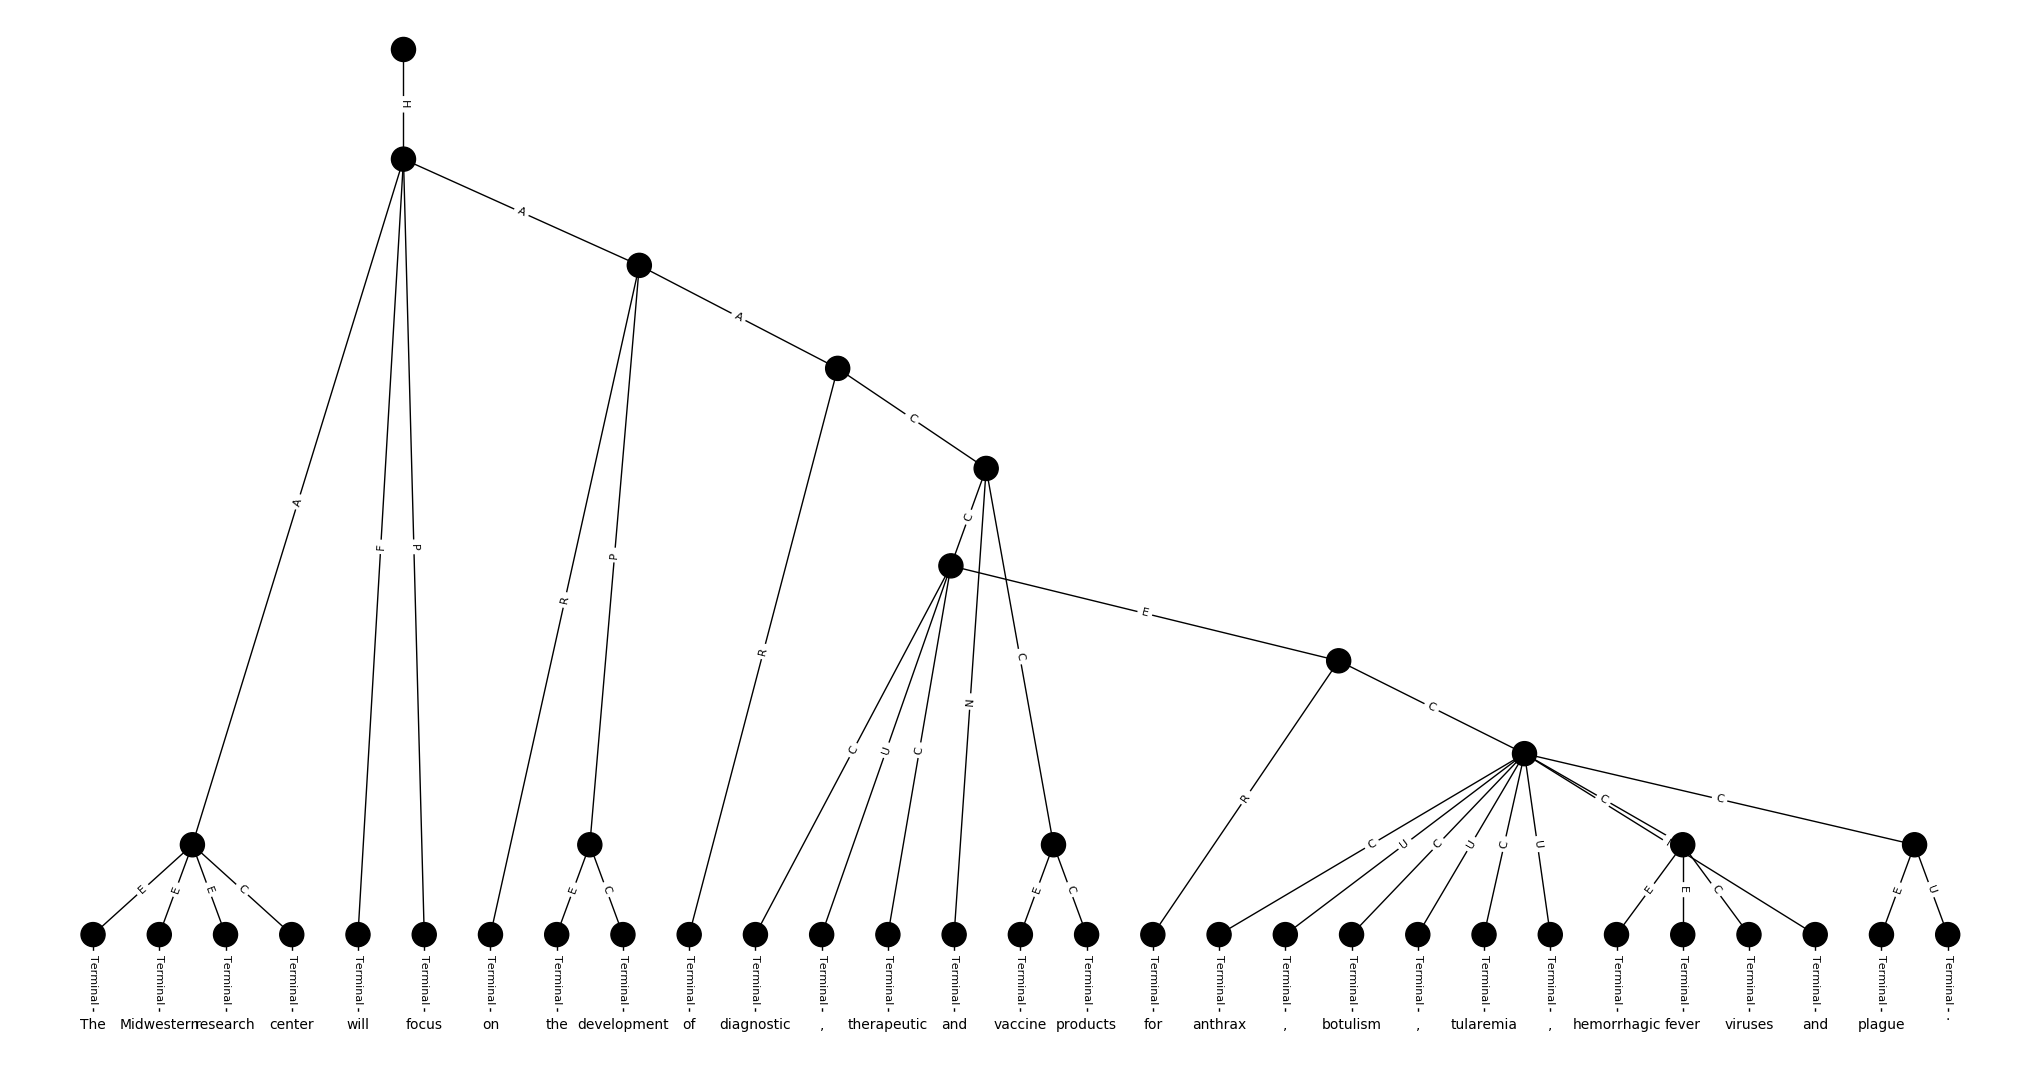 H
A
A
C
C
A
F
P
R
P
E
C
R
N
C
R
C
U
C
C
C
U
C
U
C
U
E
E
E
C
E
C
E
C
E
E
C
E
U
Terminal Terminal Terminal Terminal Terminal Terminal Terminal Terminal Terminal Terminal Terminal Terminal Terminal Terminal Terminal Terminal Terminal Terminal Terminal Terminal Terminal Terminal Terminal Terminal Terminal Terminal Terminal Terminal Terminal
The Midwestern research center will focus on the development of diagnostic , therapeutic and vaccine products for anthrax , botulism , tularemia , hemorrhagic fever viruses and plague .